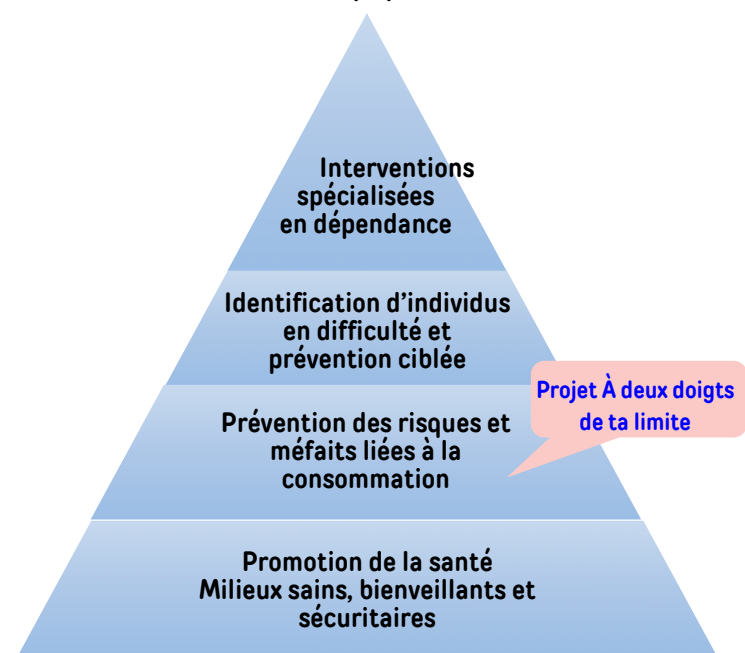 Interventions
spécialisées
en dépendance
Identification d'individus
en difficulté et
prévention ciblée
Projet À deux doigts
de ta limite
Prévention des risques et
méfaits liées à la
consommation
Promotion de la santé
Milieux sains, bienveillants et
sécuritaires